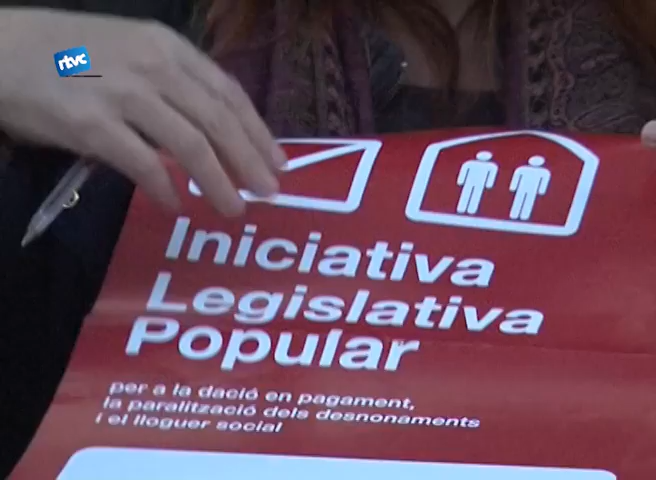 rtvc
Iniciativa
Legislativa
Popular
per a la dació en pagament,
la paralització dels desnonaments
i el lloguer social